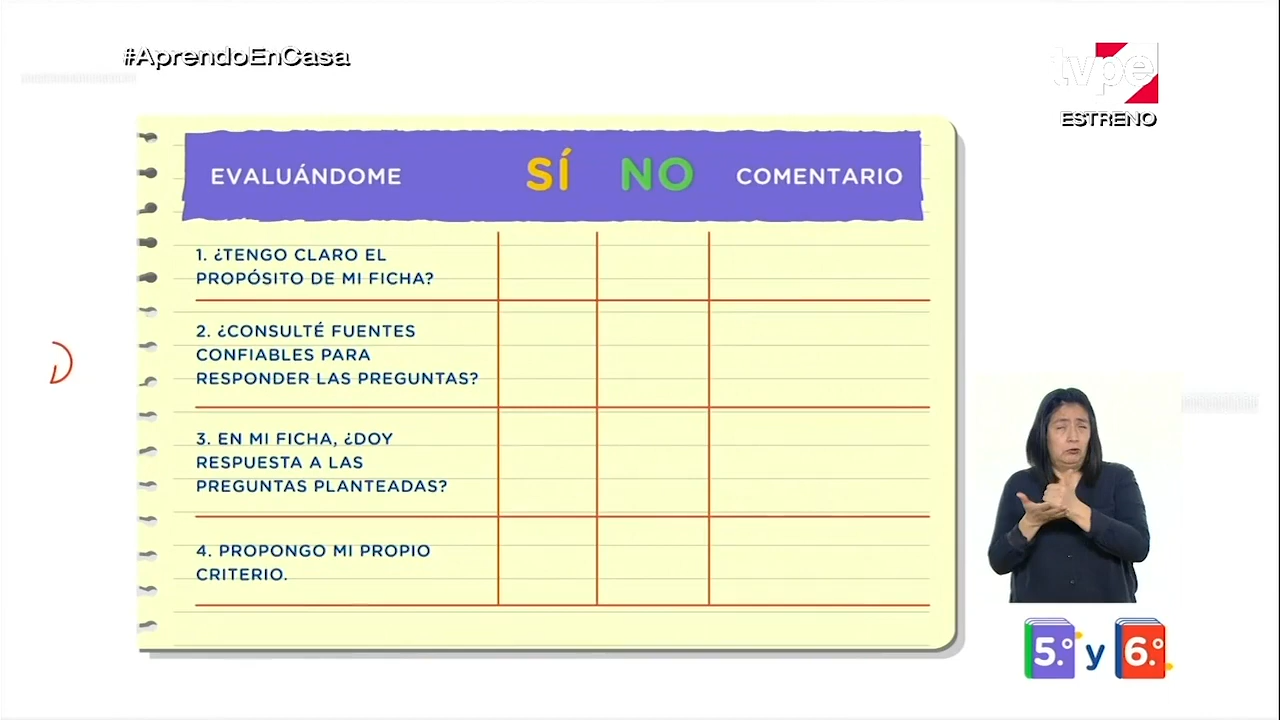 #AprendoEnCasa
tvpe
ESTRENO
EVALUÁNDOME SÍ NO COMENTARIO
1. ¿TENGO CLARO EL
PROPÓSITO DE MI FICHA?
2. ¿CONSULTÉ FUENTES
CONFIABLES PARA
RESPONDER LAS PREGUNTAS?
3. EN MI FICHA, ¿DOY
RESPUESTA A LAS
PREGUNTAS PLANTEADAS?
4. PROPONGO MI PROPIO
CRITERIO.
5.° y 6.°